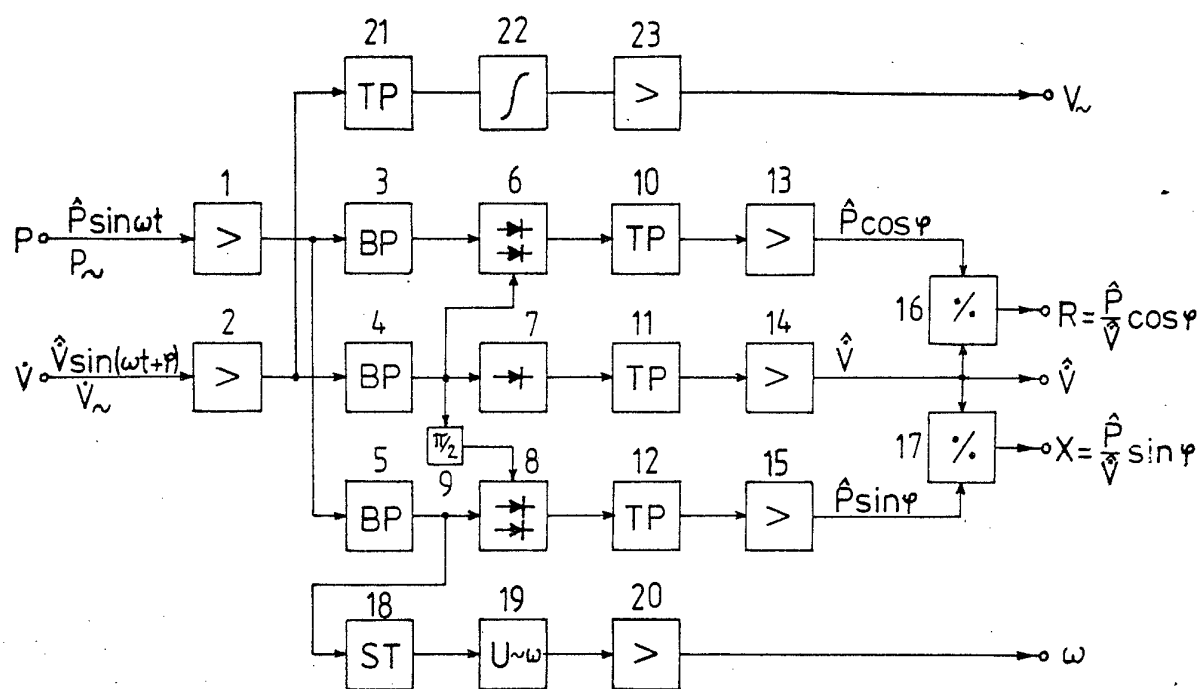 21 22 23
TP ∫ > V~
1 3 6 10 13
P P̂sinωt > BP TP > P̂cosφ
P~
16 ⁒ R = P̂/V̇̂ cosφ
2 4 7 11 14
V̇ V̇̂sin(ωt+φ) > BP TP > V̇̂ V̇̂
V̇~
π/2
17 ⁒ X = P̂/V̇̂ sinφ
5 9 8 12 15
BP TP > P̂sinφ
18 19 20
ST U~ω > ω